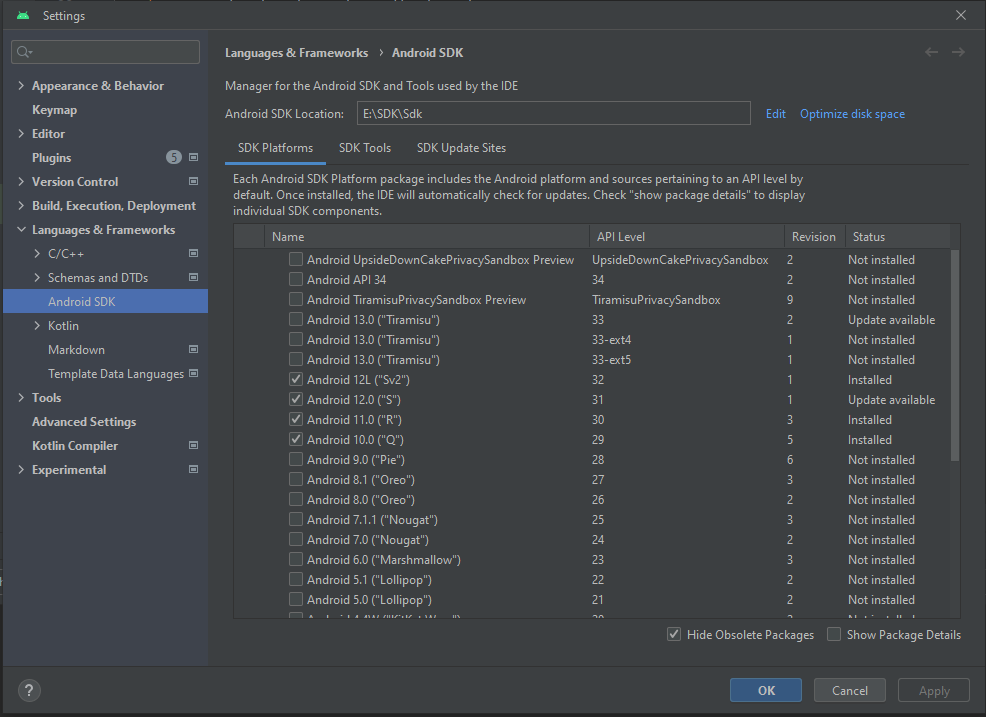 Settings
Languages & Frameworks › Android SDK
Appearance & Behavior
Keymap
Editor
Plugins 5
Version Control
Build, Execution, Deployment
Languages & Frameworks
C/C++
Schemas and DTDs
Android SDK
Kotlin
Markdown
Template Data Languages
Tools
Advanced Settings
Kotlin Compiler
Experimental
Manager for the Android SDK and Tools used by the IDE
Android SDK Location: E:\SDK\Sdk Edit Optimize disk space
SDK Platforms SDK Tools SDK Update Sites
Each Android SDK Platform package includes the Android platform and sources pertaining to an API level by
default. Once installed, the IDE will automatically check for updates. Check "show package details" to display
individual SDK components.
Name API Level Revision Status
Android UpsideDownCakePrivacySandbox Preview UpsideDownCakePrivacySandbox 2 Not installed
Android API 34 34 2 Not installed
Android TiramisuPrivacySandbox Preview TiramisuPrivacySandbox 9 Not installed
Android 13.0 ("Tiramisu") 33 2 Update available
Android 13.0 ("Tiramisu") 33-ext4 1 Not installed
Android 13.0 ("Tiramisu") 33-ext5 1 Not installed
Android 12L ("Sv2") 32 1 Installed
Android 12.0 ("S") 31 1 Update available
Android 11.0 ("R") 30 3 Installed
Android 10.0 ("Q") 29 5 Installed
Android 9.0 ("Pie") 28 6 Not installed
Android 8.1 ("Oreo") 27 3 Not installed
Android 8.0 ("Oreo") 26 2 Not installed
Android 7.1.1 ("Nougat") 25 3 Not installed
Android 7.0 ("Nougat") 24 2 Not installed
Android 6.0 ("Marshmallow") 23 3 Not installed
Android 5.1 ("Lollipop") 22 2 Not installed
Android 5.0 ("Lollipop") 21 2 Not installed
Hide Obsolete Packages Show Package Details
? OK Cancel Apply